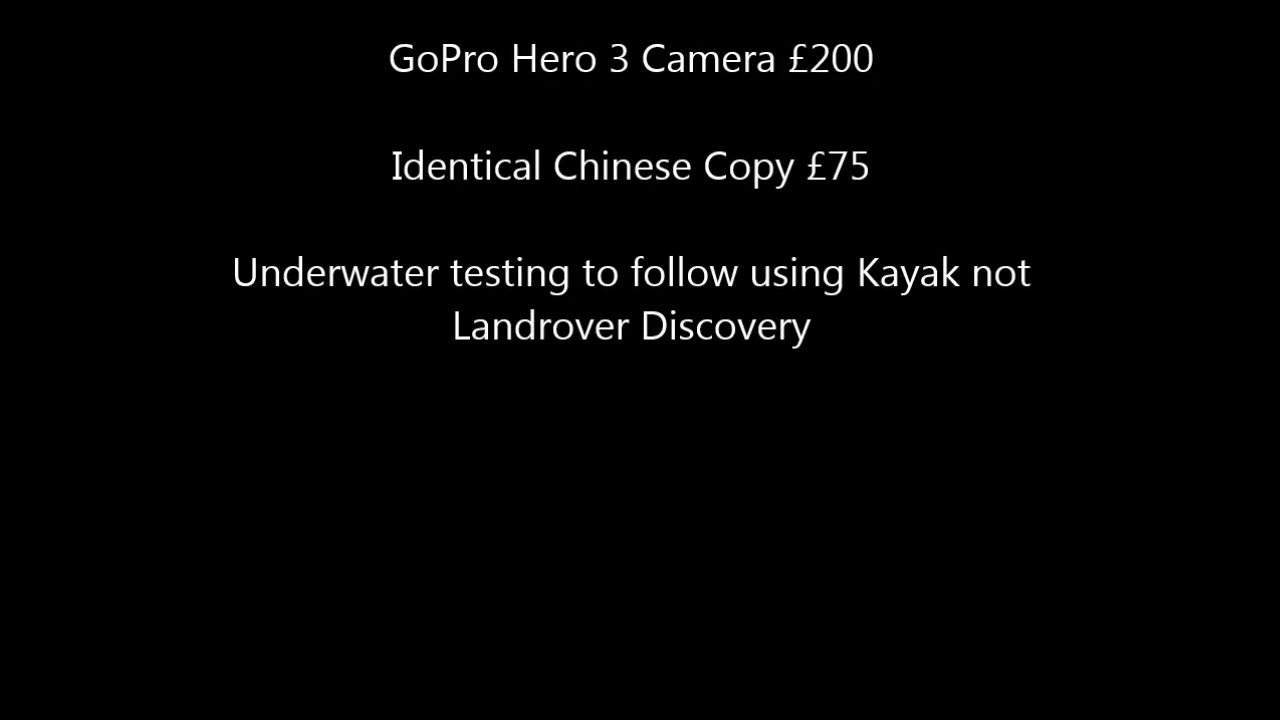 GoPro Hero 3 Camera £200
Identical Chinese Copy £75
Underwater testing to follow using Kayak not
Landrover Discovery